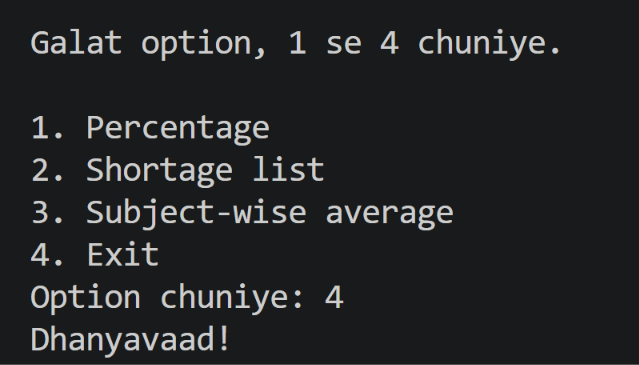 Galat option, 1 se 4 chuniye.
1. Percentage
2. Shortage list
3. Subject-wise average
4. Exit
Option chuniye: 4
Dhanyavaad!